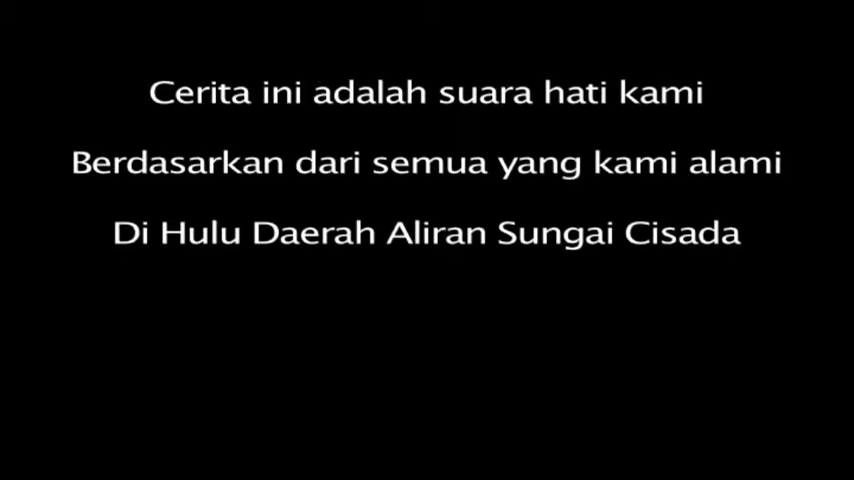 Cerita ini adalah suara hati kami
Berdasarkan dari semua yang kami alami
Di Hulu Daerah Aliran Sungai Cisada